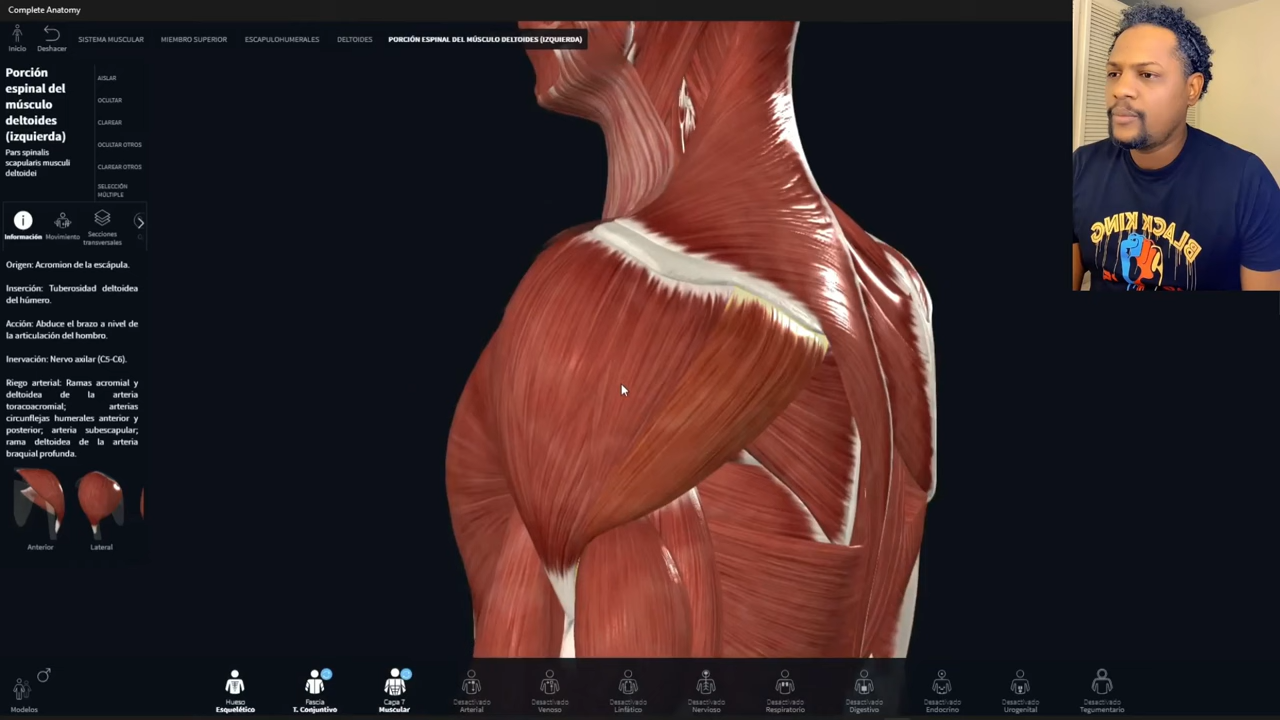 Complete Anatomy
Inicio
Deshacer
SISTEMA MUSCULAR
MIEMBRO SUPERIOR
ESCAPULOHUMERALES
DELTOIDES
PORCIÓN ESPINAL DEL MÚSCULO DELTOIDES (IZQUIERDA)
Porción
espinal del
músculo
deltoides
(izquierda)
Pars spinalis
scapularis musculi
deltoidei
AISLAR
OCULTAR
CLAREAR
OCULTAR OTROS
CLAREAR OTROS
SELECCIÓN
MÚLTIPLE
Información
Movimiento
Secciones
transversales
Origen: Acromion de la escápula.
Inserción: Tuberosidad deltoidea
del húmero.
Acción: Abduce el brazo a nivel de
la articulación del hombro.
Inervación: Nervo axilar (C5-C6).
Riego arterial: Ramas acromial y
deltoidea de la arteria
toracoacromial; arterias
circunflejas humerales anterior y
posterior; arteria subescapular;
rama deltoidea de la arteria
braquial profunda.
Anterior
Lateral
BLACK KING
Modelos
Hueso
Esquelético
Fascia
T. Conjuntivo
Capa 7
Muscular
Desactivado
Arterial
Desactivado
Venoso
Desactivado
Linfático
Desactivado
Nervioso
Desactivado
Respiratorio
Desactivado
Digestivo
Desactivado
Endocrino
Desactivado
Urogenital
Desactivado
Tegumentario